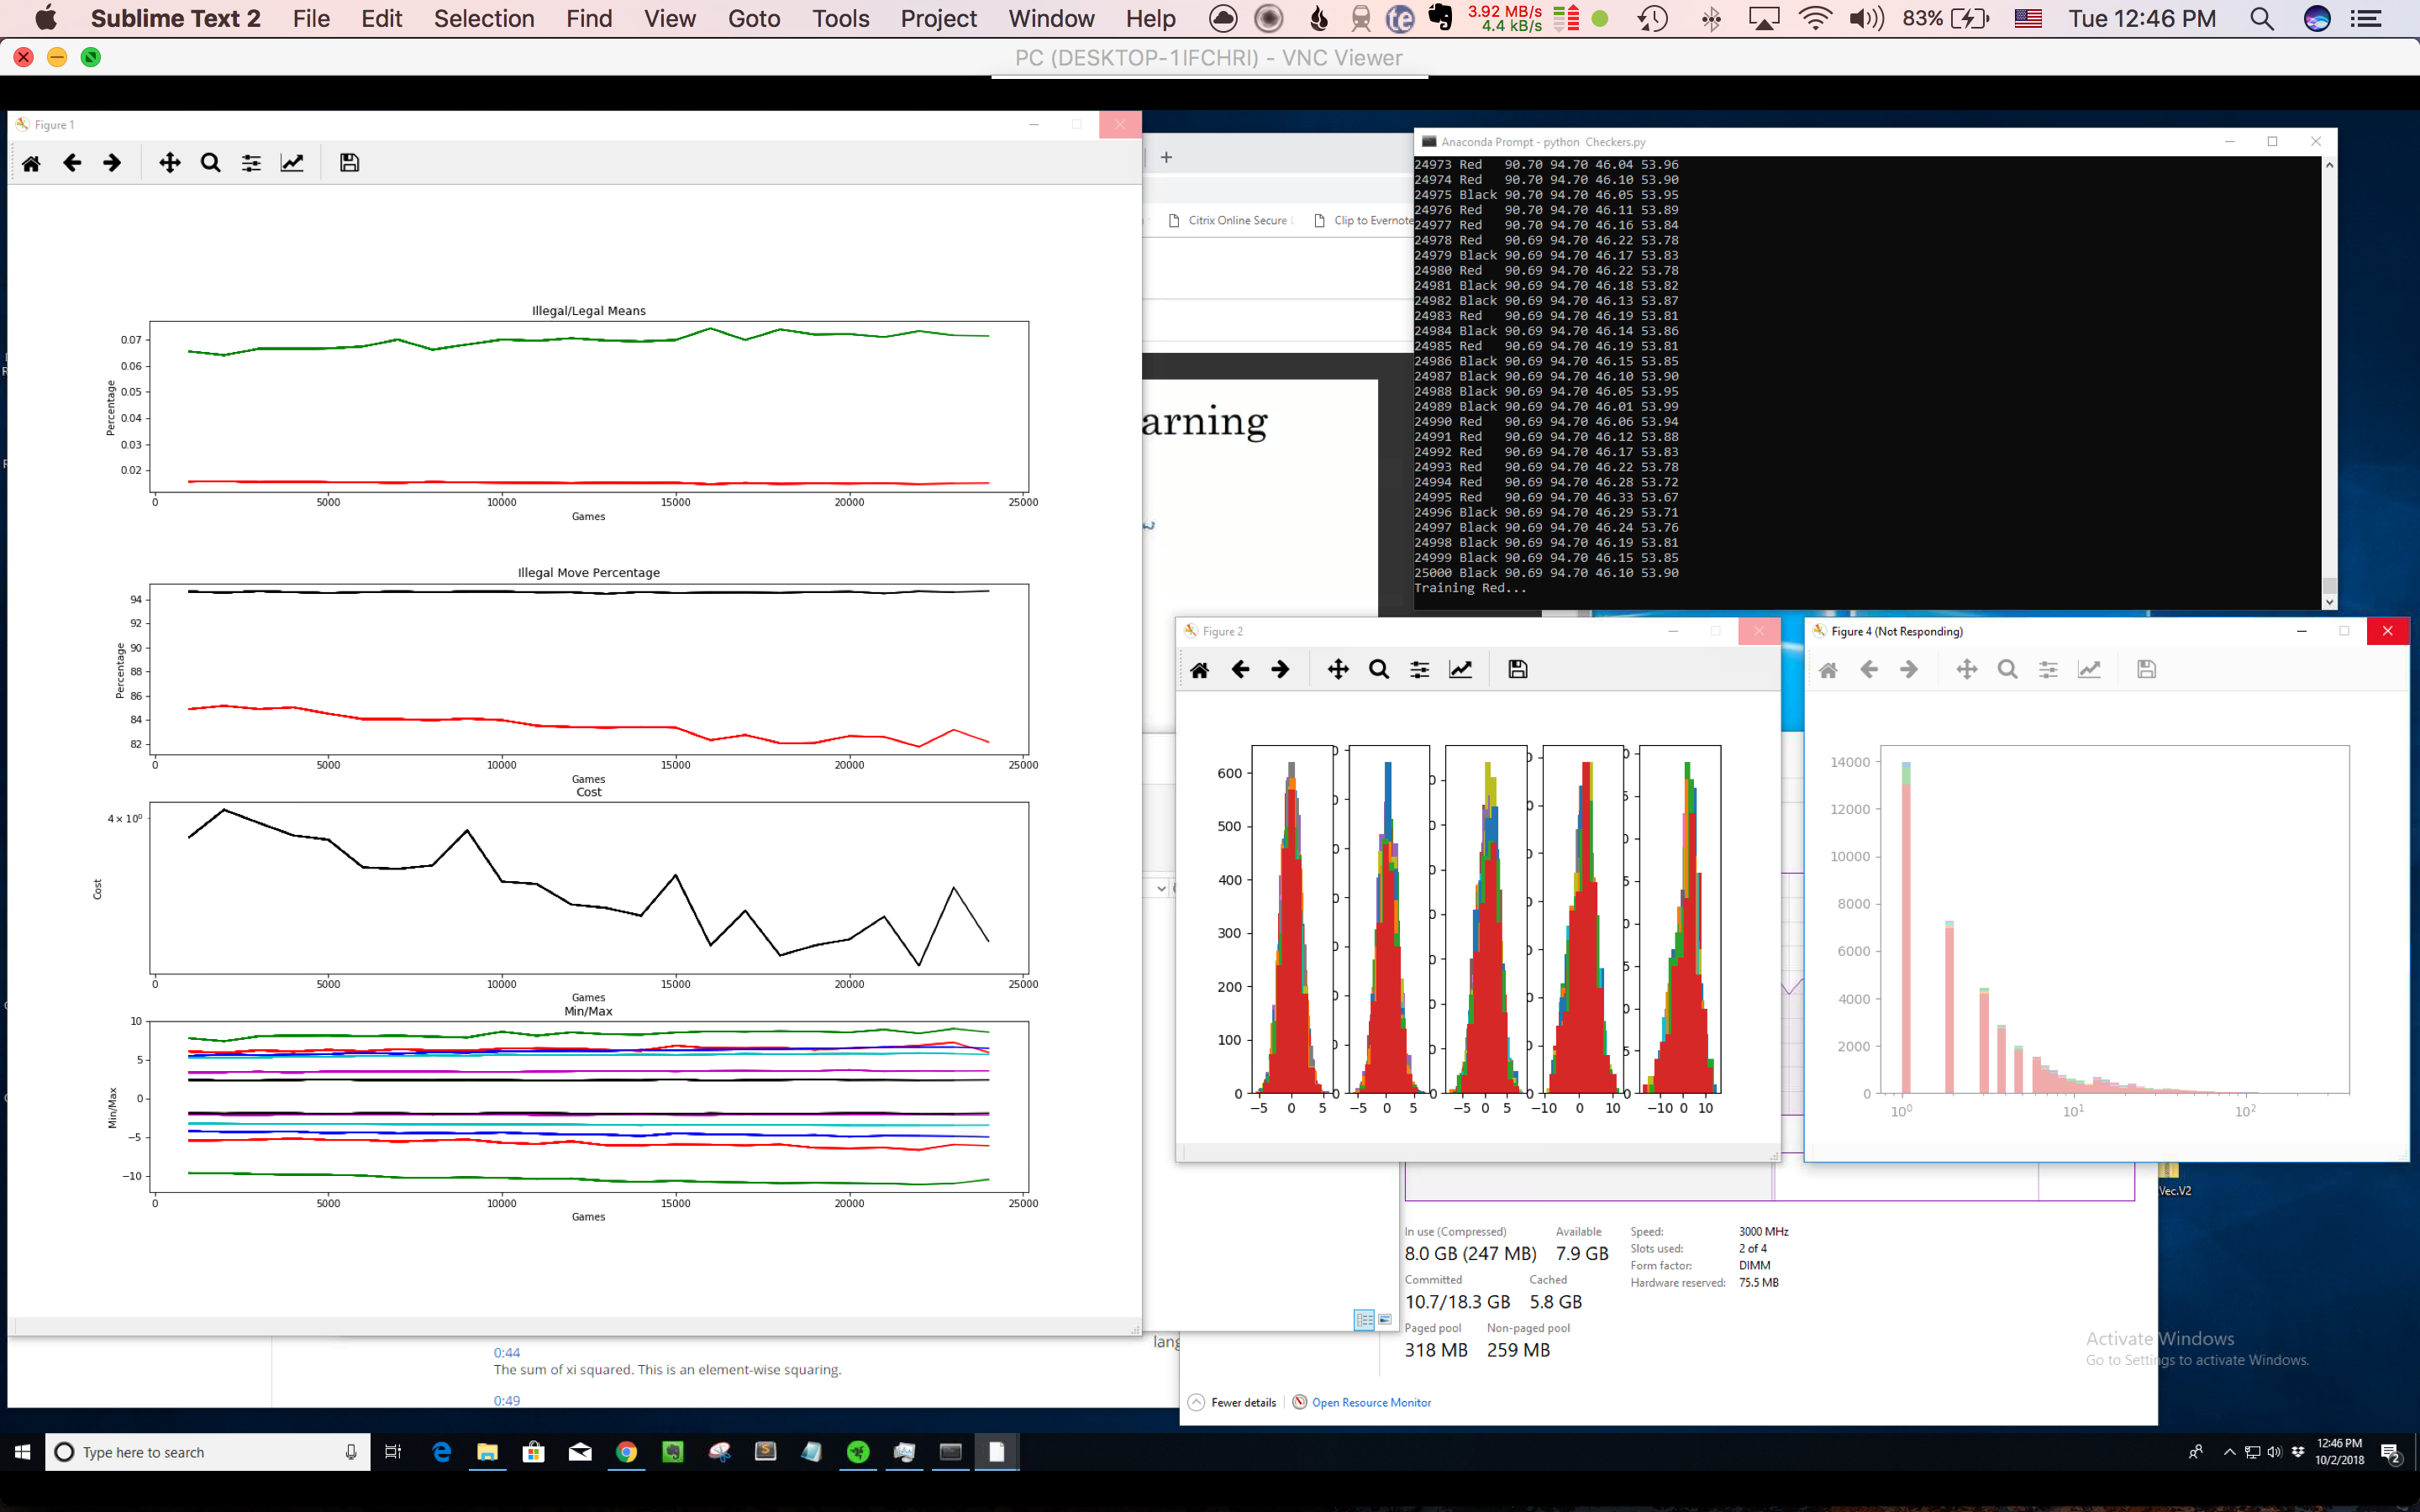 Sublime Text 2 File Edit Selection Find View Goto Tools Project Window Help 3.92 MB/s 4.4 kB/s 83% Tue 12:46 PM
PC (DESKTOP-1IFCHRI) - VNC Viewer
Figure 1
Illegal/Legal Means
Percentage
0.07
0.06
0.05
0.04
0.03
0.02
0 5000 10000 15000 20000 25000
Games
Illegal Move Percentage
Percentage
94
92
90
88
86
84
82
0 5000 10000 15000 20000 25000
Games
Cost
Cost
4 × 10⁰
0 5000 10000 15000 20000 25000
Games
Min/Max
Min/Max
10
5
0
−5
−10
0 5000 10000 15000 20000 25000
Games
Citrix Online Secure Clip to Evernote
arning
Anaconda Prompt - python Checkers.py
24973 Red 90.70 94.70 46.04 53.96
24974 Red 90.70 94.70 46.10 53.90
24975 Black 90.70 94.70 46.05 53.95
24976 Red 90.70 94.70 46.11 53.89
24977 Red 90.70 94.70 46.16 53.84
24978 Red 90.69 94.70 46.22 53.78
24979 Black 90.69 94.70 46.17 53.83
24980 Red 90.69 94.70 46.22 53.78
24981 Black 90.69 94.70 46.18 53.82
24982 Black 90.69 94.70 46.13 53.87
24983 Red 90.69 94.70 46.19 53.81
24984 Black 90.69 94.70 46.14 53.86
24985 Red 90.69 94.70 46.19 53.81
24986 Black 90.69 94.70 46.15 53.85
24987 Black 90.69 94.70 46.10 53.90
24988 Black 90.69 94.70 46.05 53.95
24989 Black 90.69 94.70 46.01 53.99
24990 Red 90.69 94.70 46.06 53.94
24991 Red 90.69 94.70 46.12 53.88
24992 Red 90.69 94.70 46.17 53.83
24993 Red 90.69 94.70 46.22 53.78
24994 Red 90.69 94.70 46.28 53.72
24995 Red 90.69 94.70 46.33 53.67
24996 Black 90.69 94.70 46.29 53.71
24997 Black 90.69 94.70 46.24 53.76
24998 Black 90.69 94.70 46.19 53.81
24999 Black 90.69 94.70 46.15 53.85
25000 Black 90.69 94.70 46.10 53.90
Training Red...
Figure 2
600
500
400
300
200
100
0
−5 0 5 −5 0 5 −5 0 5 −10 0 10 −10 0 10
Figure 4 (Not Responding)
14000
12000
10000
8000
6000
4000
2000
0
10⁰ 10¹ 10²
Vec.V2
In use (Compressed) Available Speed: 3000 MHz
8.0 GB (247 MB) 7.9 GB Slots used: 2 of 4
Form factor: DIMM
Committed Cached Hardware reserved: 75.5 MB
10.7/18.3 GB 5.8 GB
Paged pool Non-paged pool
318 MB 259 MB
Fewer details Open Resource Monitor
lang
0:44
The sum of xi squared. This is an element-wise squaring.
0:49
Activate Windows
Go to Settings to activate Windows.
Type here to search
12:46 PM
10/2/2018
2